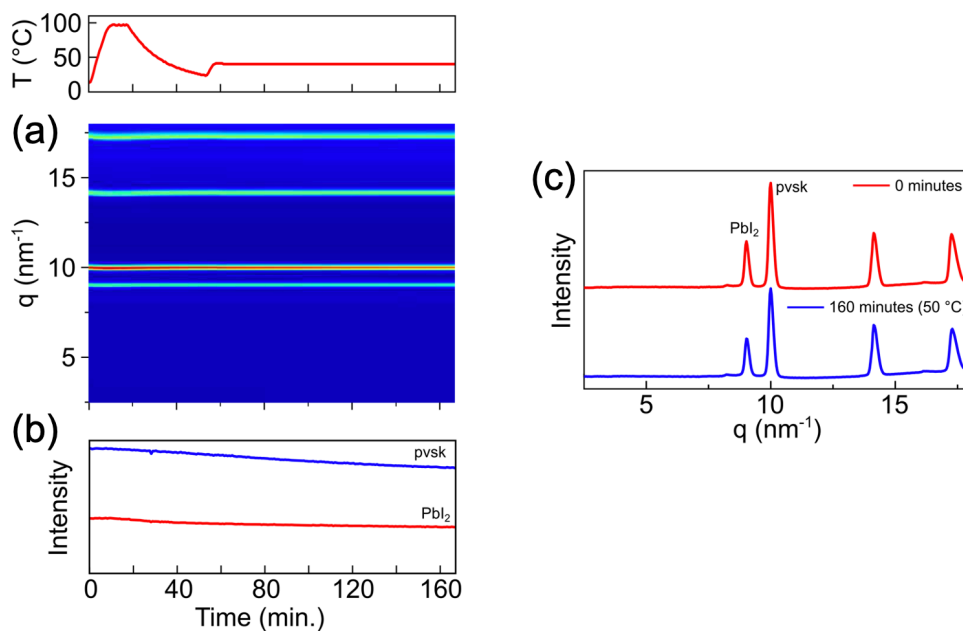 100
50
0
T (°C)
(a)
15
10
5
q (nm-1)
(b)
pvsk
PbI2
Intensity
0
40
80
120
160
Time (min.)
(c)
pvsk
0 minutes
PbI2
160 minutes (50 °C
Intensity
5
10
15
q (nm-1)